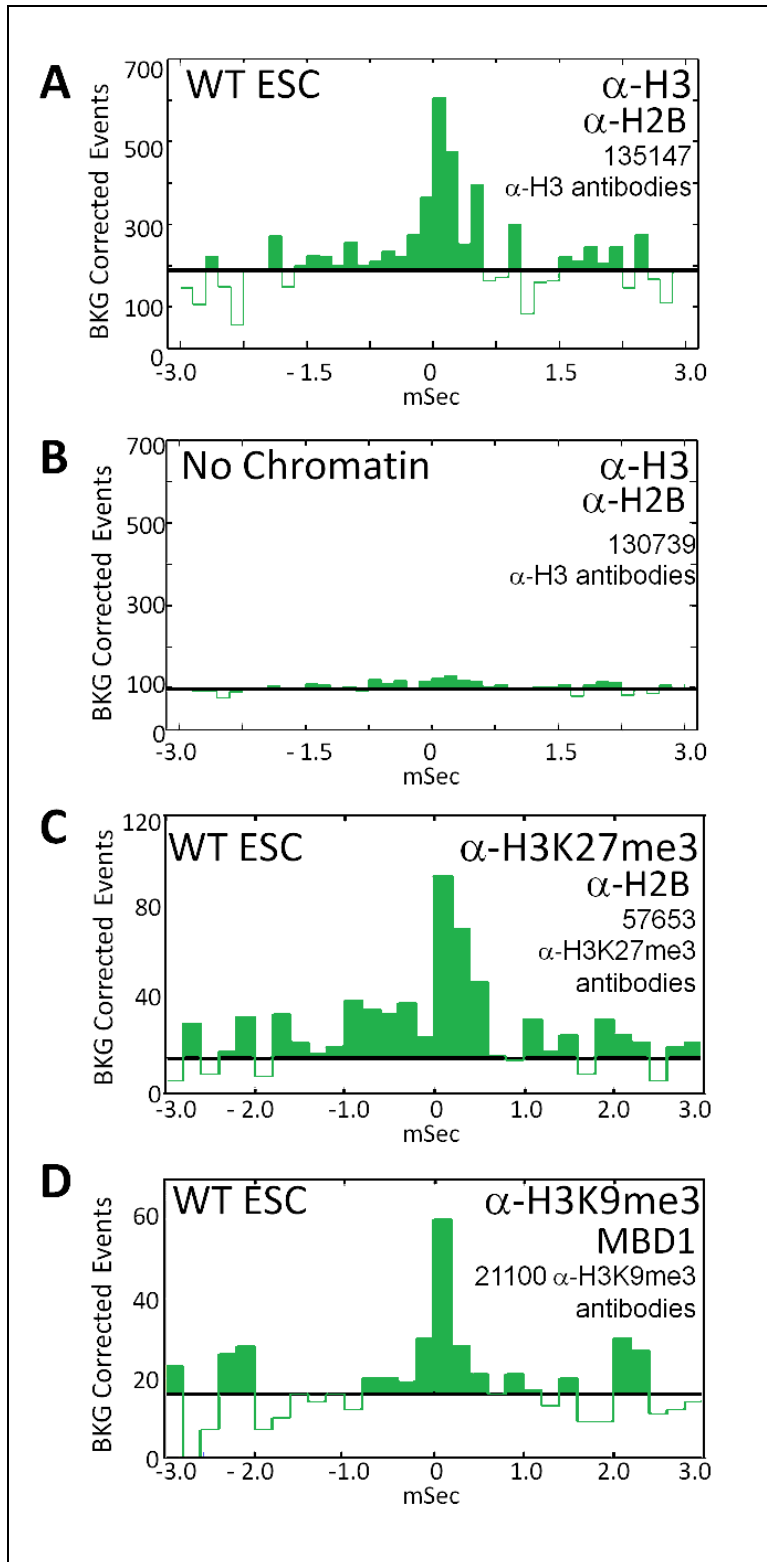 A
WT ESC
α-H3
α-H2B
135147
α-H3 antibodies
BKG Corrected Events
700
500
300
100
0
-3.0 - 1.5 0 1.5 3.0
mSec
B
No Chromatin
α-H3
α-H2B
130739
α-H3 antibodies
BKG Corrected Events
700
500
300
100
0
-3.0 -1.5 0 1.5 3.0
mSec
C
WT ESC
α-H3K27me3
α-H2B
57653
α-H3K27me3
antibodies
BKG Corrected Events
120
80
40
0
-3.0 - 2.0 -1.0 0 1.0 2.0 3.0
mSec
D
WT ESC
α-H3K9me3
MBD1
21100 α-H3K9me3
antibodies
BKG Corrected Events
60
40
20
0
-3.0 - 2.0 -1.0 0 1.0 2.0 3.0
mSec